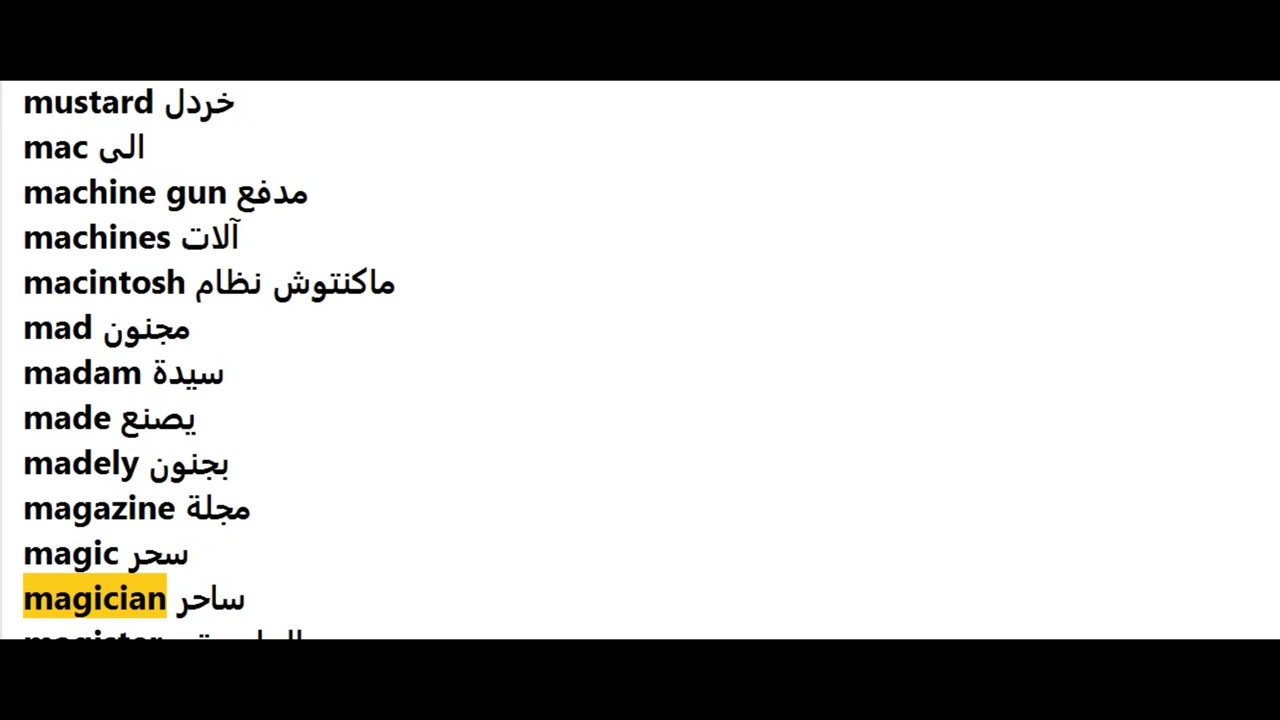 mustard خردل
mac الى
machine gun مدفع
machines آلات
macintosh ماكنتوش نظام
mad مجنون
madam سيدة
made يصنع
madely بجنون
magazine مجلة
magic سحر
magician ساحر